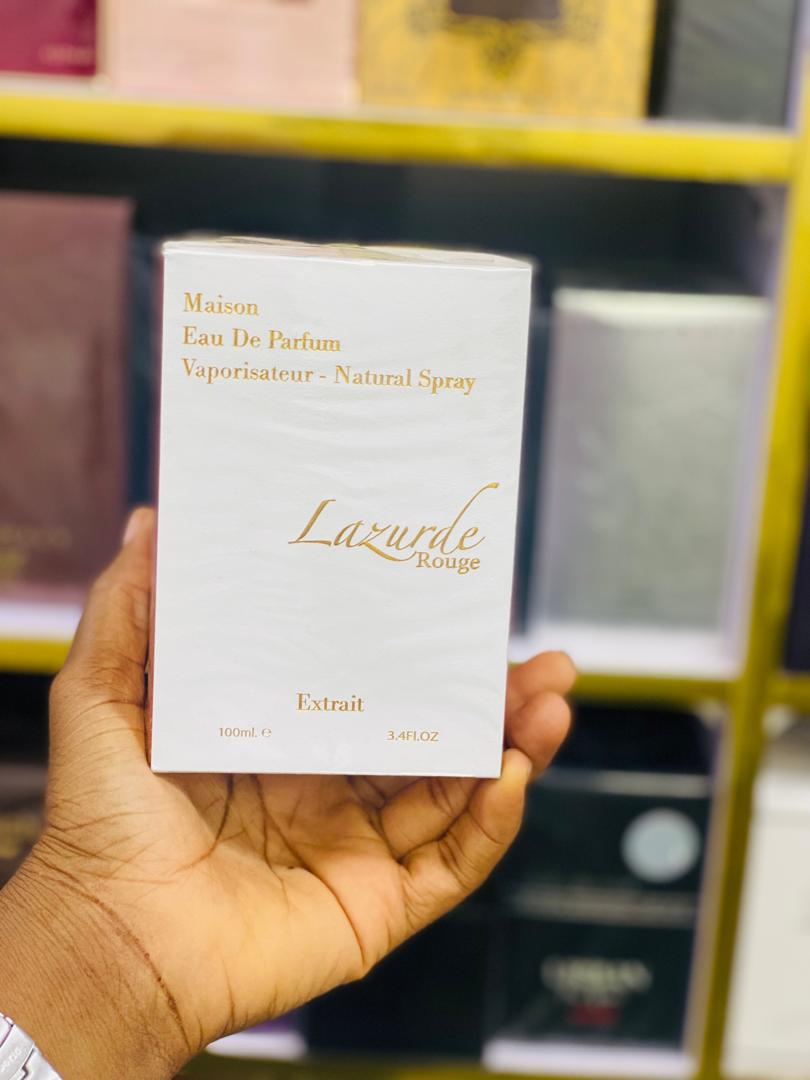 Maison
Eau De Parfum
Vaporisateur - Natural Spray
Lazurde
Rouge
Extrait
100ml. ℮
3.4Fl.OZ